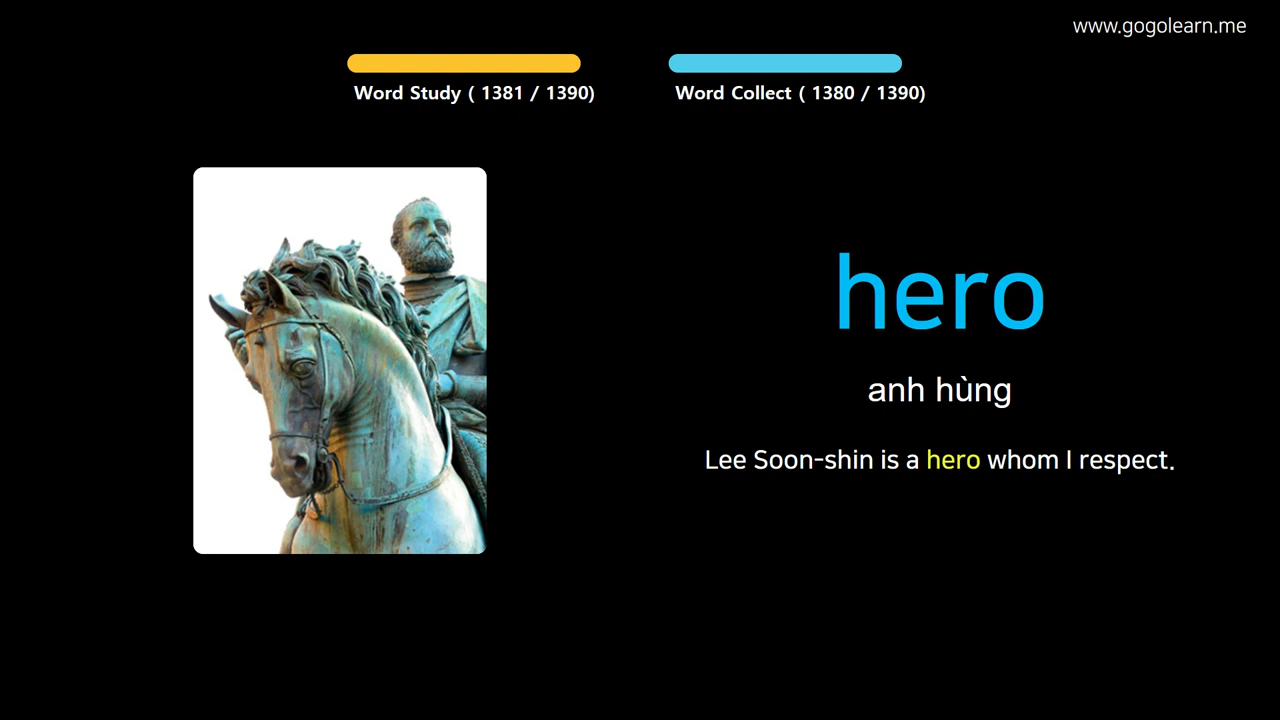 www.gogolearn.me
Word Study ( 1381 / 1390)
Word Collect ( 1380 / 1390)
hero
anh hùng
Lee Soon-shin is a hero whom I respect.